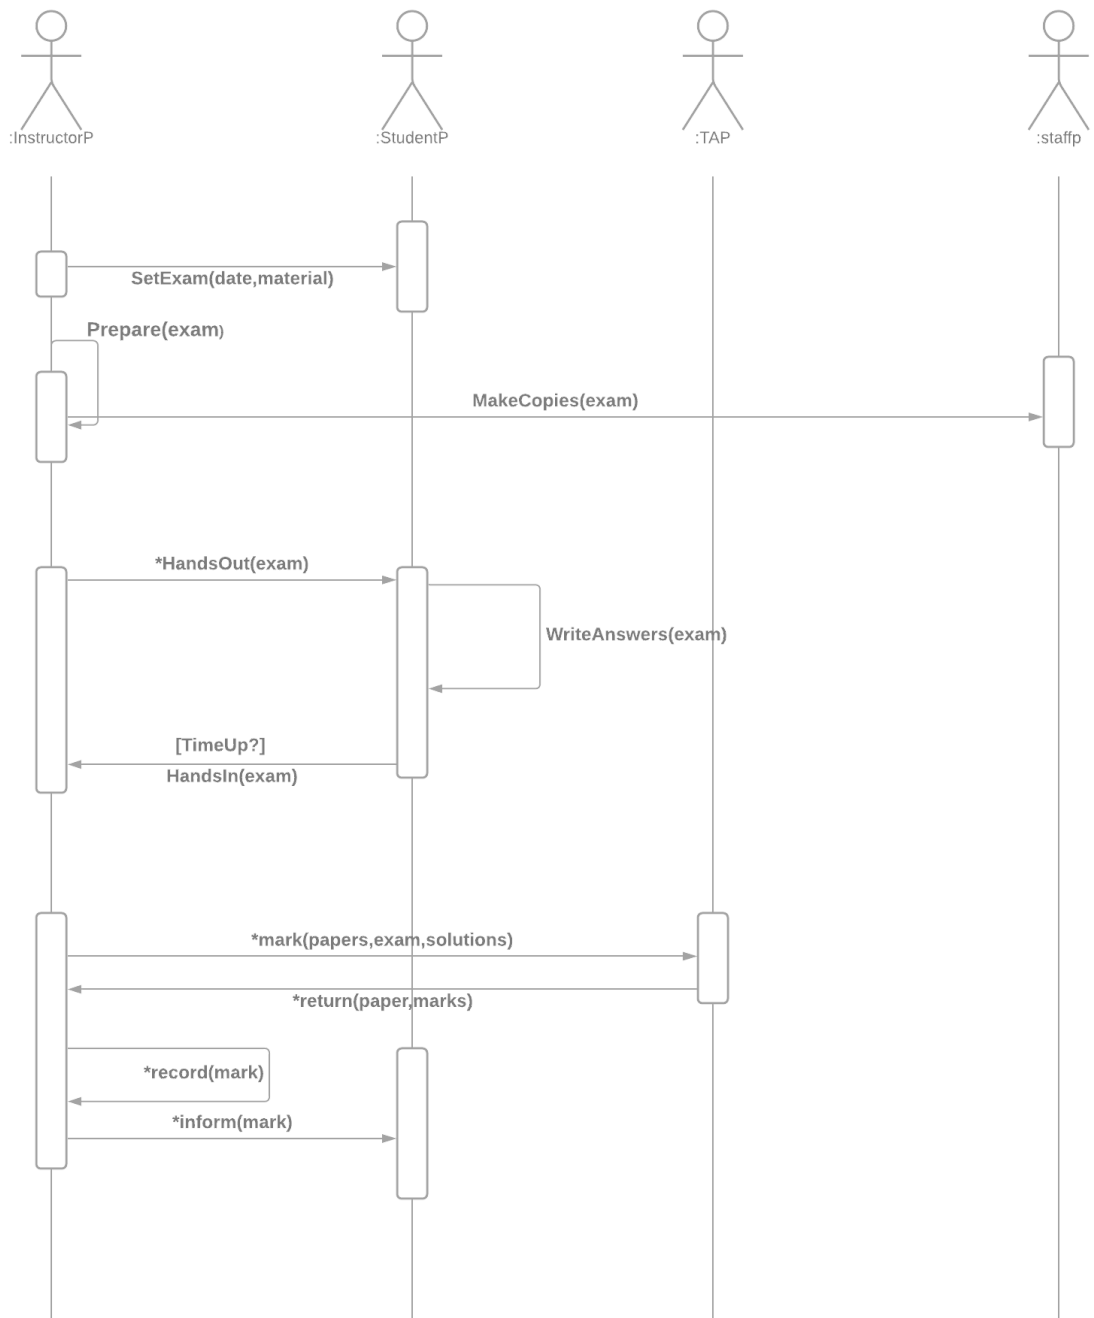 :InstructorP
:StudentP
:TAP
:staffp
SetExam(date,material)
Prepare(exam)
MakeCopies(exam)
*HandsOut(exam)
WriteAnswers(exam)
[TimeUp?]
HandsIn(exam)
*mark(papers,exam,solutions)
*return(paper,marks)
*record(mark)
*inform(mark)